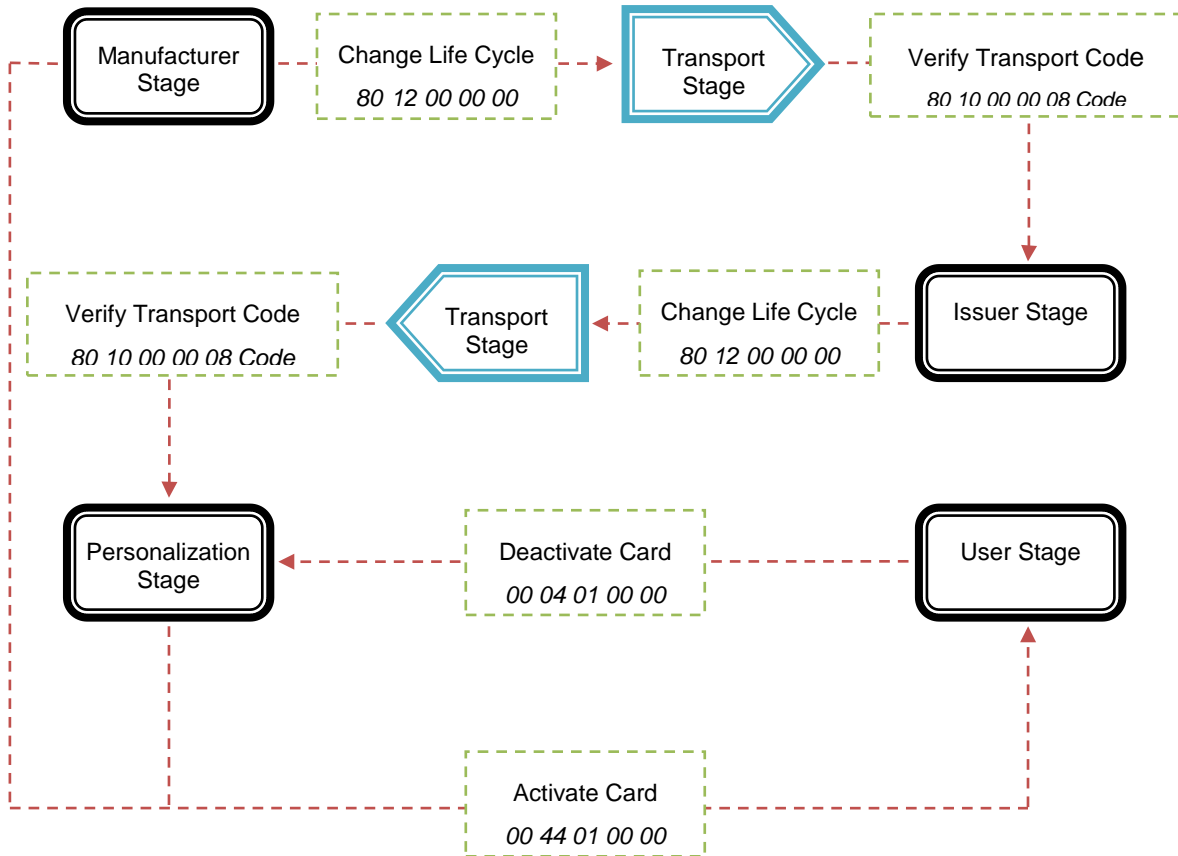 Manufacturer
Stage
Change Life Cycle
80 12 00 00 00
Transport
Stage
Verify Transport Code
80 10 00 00 08 Code
Verify Transport Code
80 10 00 00 08 Code
Transport
Stage
Change Life Cycle
80 12 00 00 00
Issuer Stage
Personalization
Stage
Deactivate Card
00 04 01 00 00
User Stage
Activate Card
00 44 01 00 00